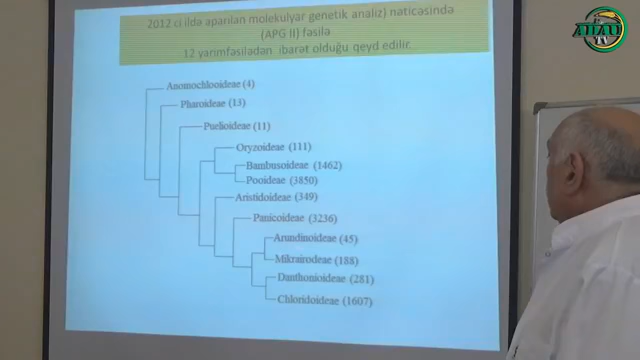 2012 ci ildə aparılan molekulyar genetik analiz) nəticəsində
(APG II) fəsilə
12 yarımfəsilədən ibarət olduğu qeyd edilir.
Anomochlooideae (4)
Pharoideae (13)
Puelioideae (11)
Oryzoideae (111)
Bambusoideae (1462)
Pooideae (3850)
Aristidoideae (349)
Panicoideae (3236)
Arundinoideae (45)
Mikrairodeae (188)
Danthonioideae (281)
Chloridoideae (1607)
ADAU
TV